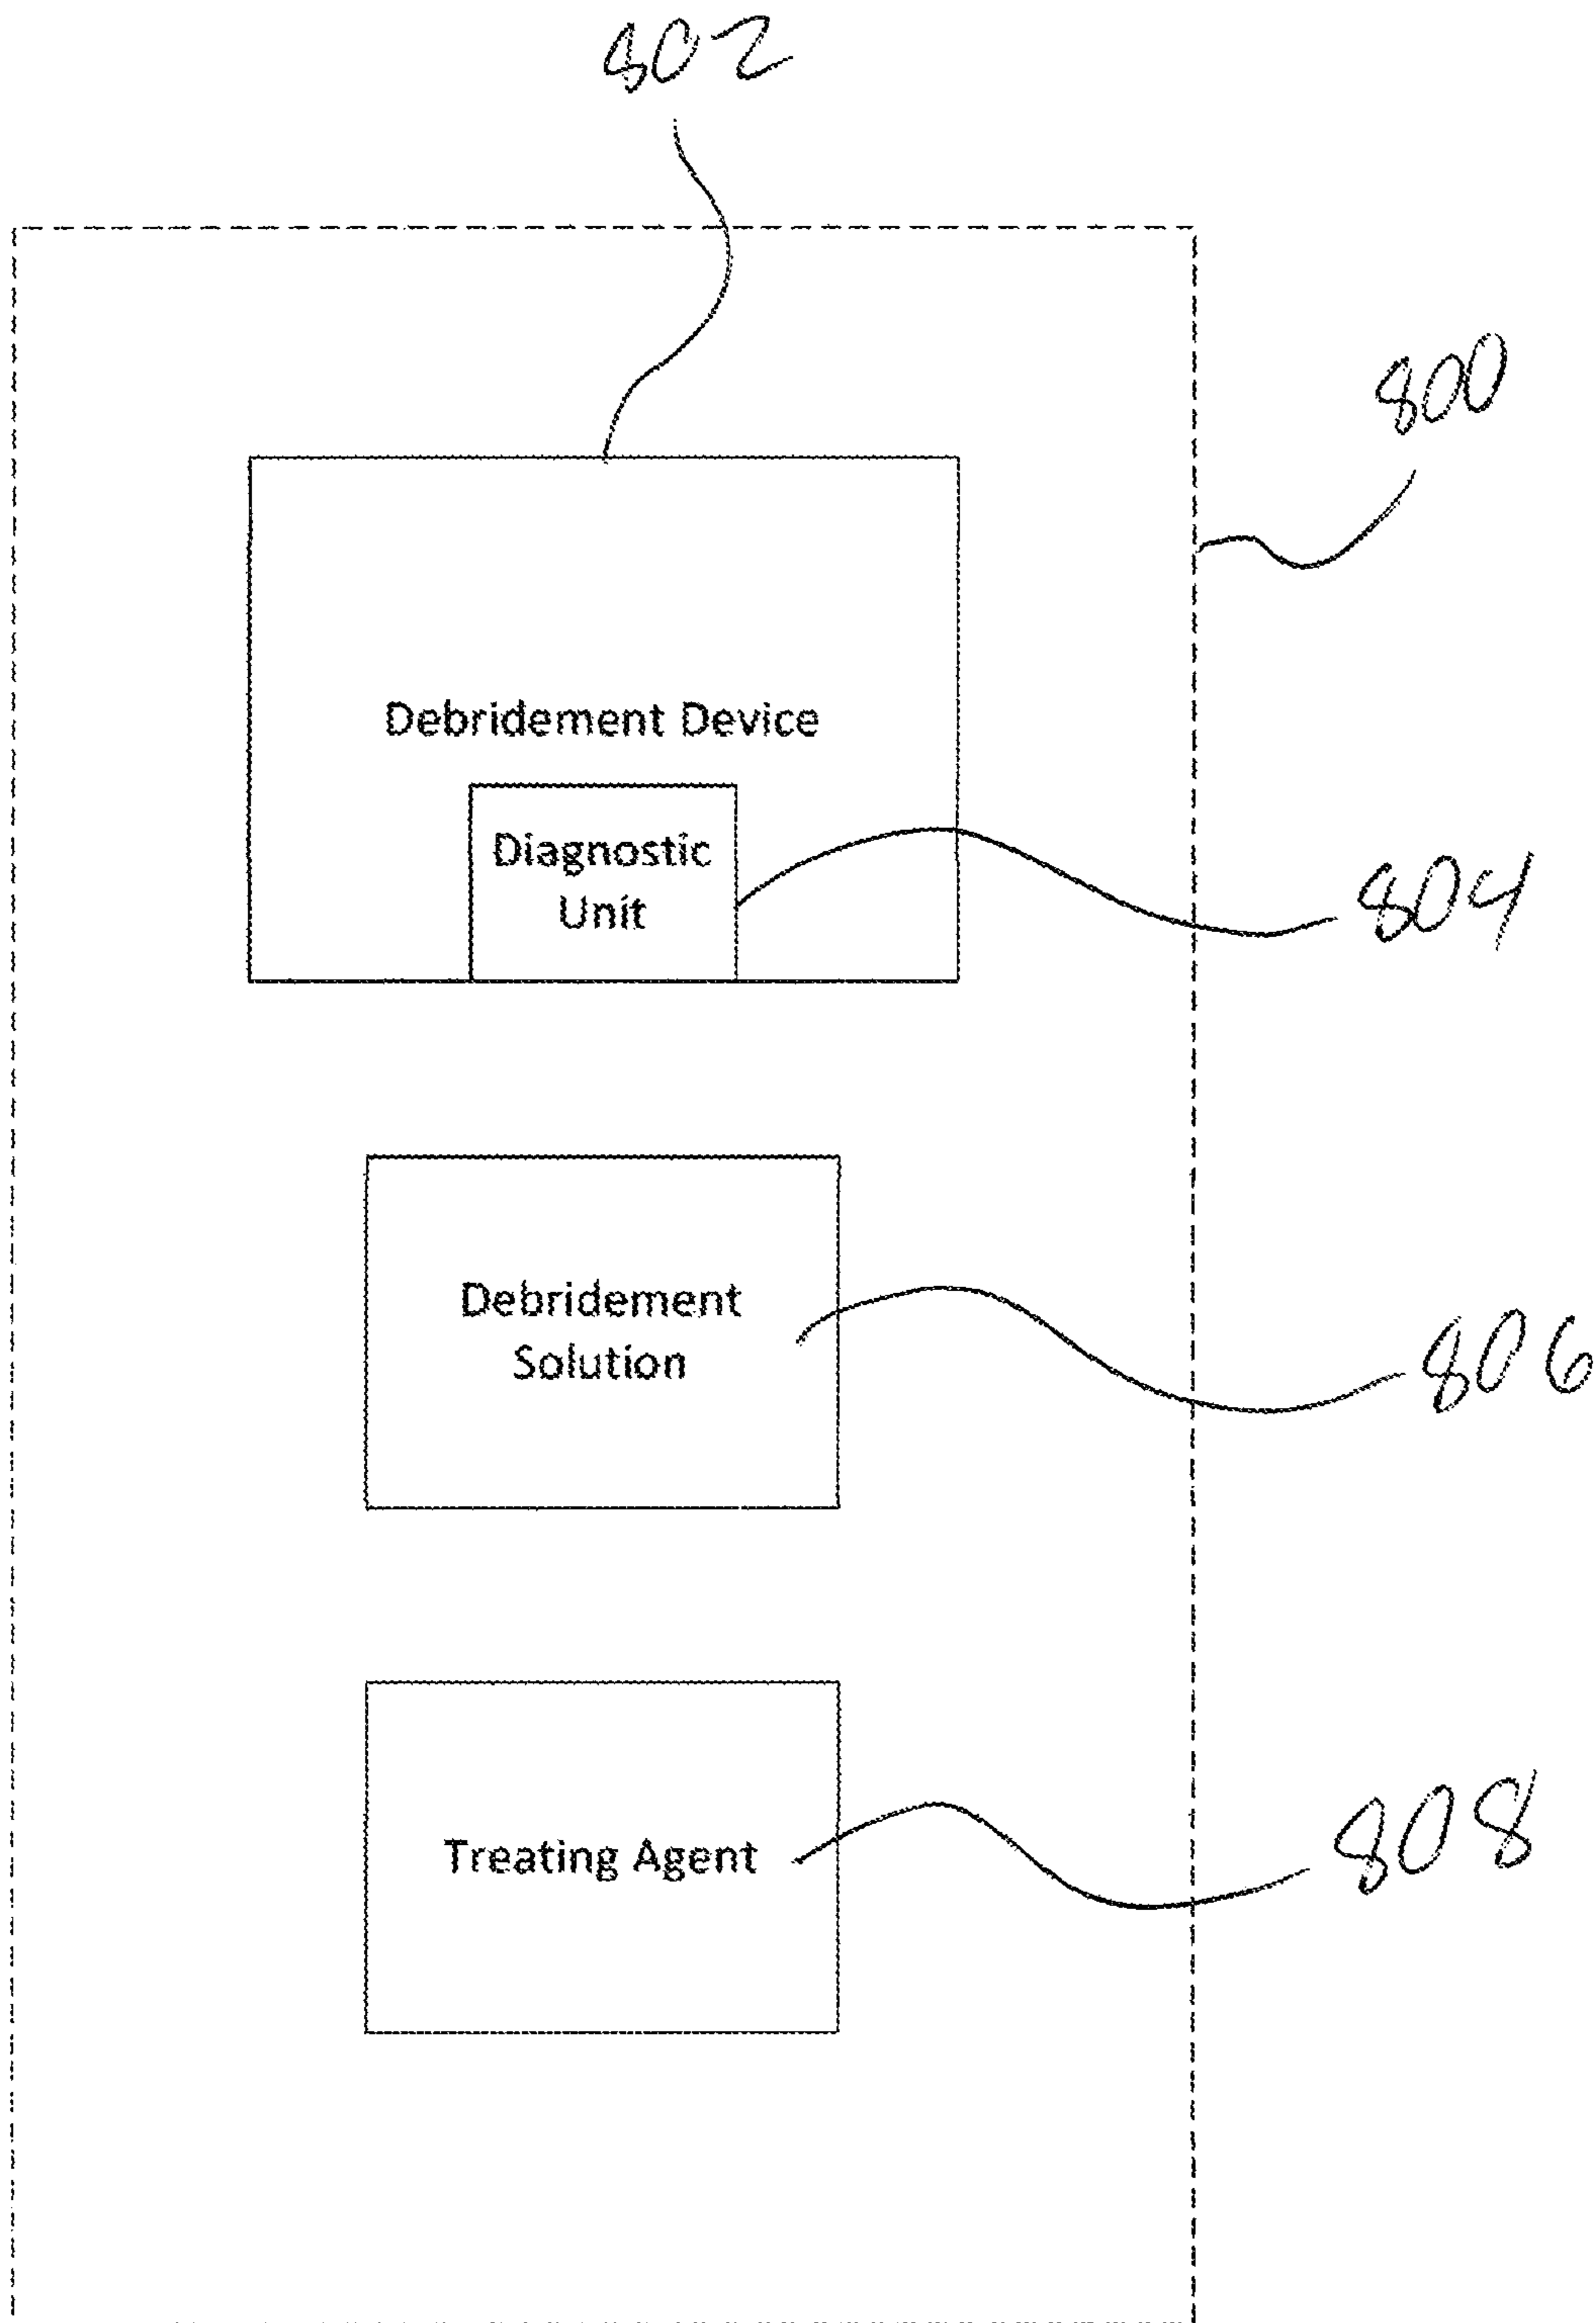 802
800
Debridement Device
Diagnostic
Unit
804
Debridement
Solution
806
Treating Agent
808